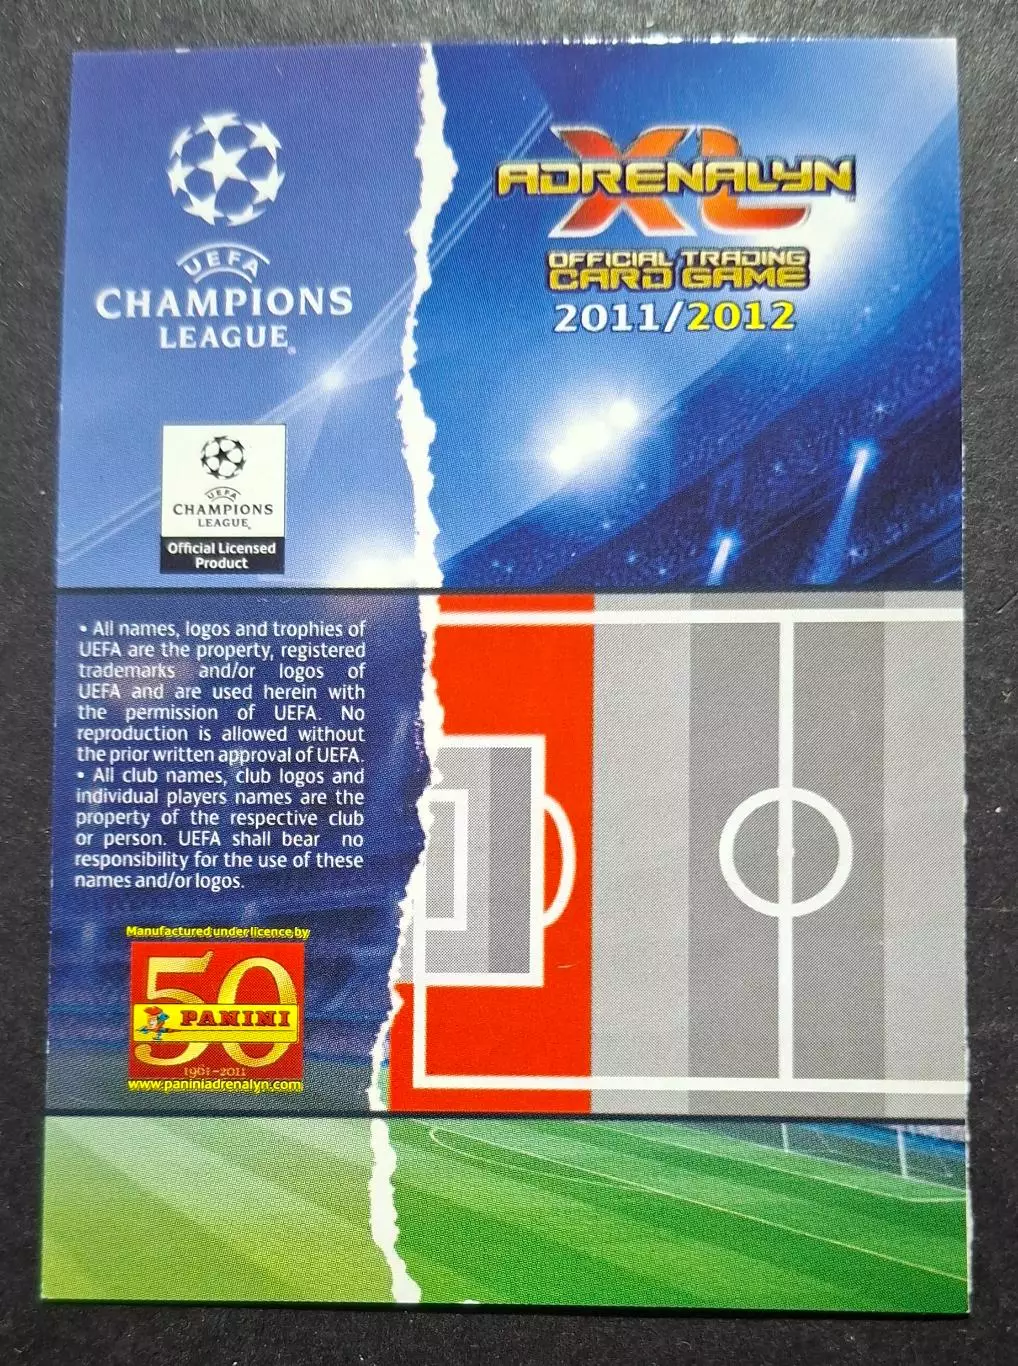 UEFA
CHAMPIONS
LEAGUE®
ADRENALYN
XL™
OFFICIAL TRADING
CARD GAME
2011/2012
UEFA
CHAMPIONS
LEAGUE®
Official Licensed
Product
• All names, logos and trophies of
UEFA are the property, registered
trademarks and/or logos of
UEFA and are used herein with
the permission of UEFA. No
reproduction is allowed without
the prior written approval of UEFA.
• All club names, club logos and
individual players names are the
property of the respective club
or person. UEFA shall bear no
responsibility for the use of these
names and/or logos.
Manufactured under licence by
50
PANINI
1961-2011
www.paniniadrenalyn.com